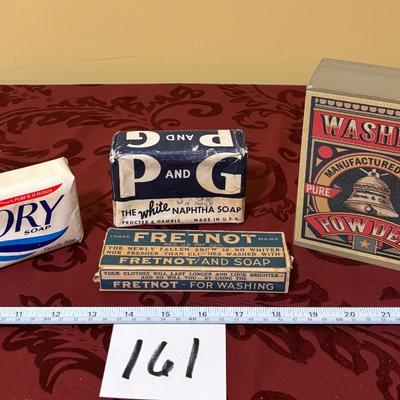 ORY
SOAP
P AND G
P AND G
THE white NAPHTHA SOAP
PROCTER & GAMBLE MADE IN U.S.A.
TRADE FRETNOT MARK
THE NEWLY FALLEN SNOW IS NO WHITER
NOR FRESHER THAN CLOTHES WASHED WITH
FRETNOT AND SOAP
YOUR CLOTHES WILL LAST LONGER AND LOOK BRIGHTER-
AND SO WILL YOU - BY USING THE
FRETNOT - FOR WASHING
WASHI
MANUFACTURED
PURE
POWDE
11 12 13 14 15 16 17 18 19 20 21
161